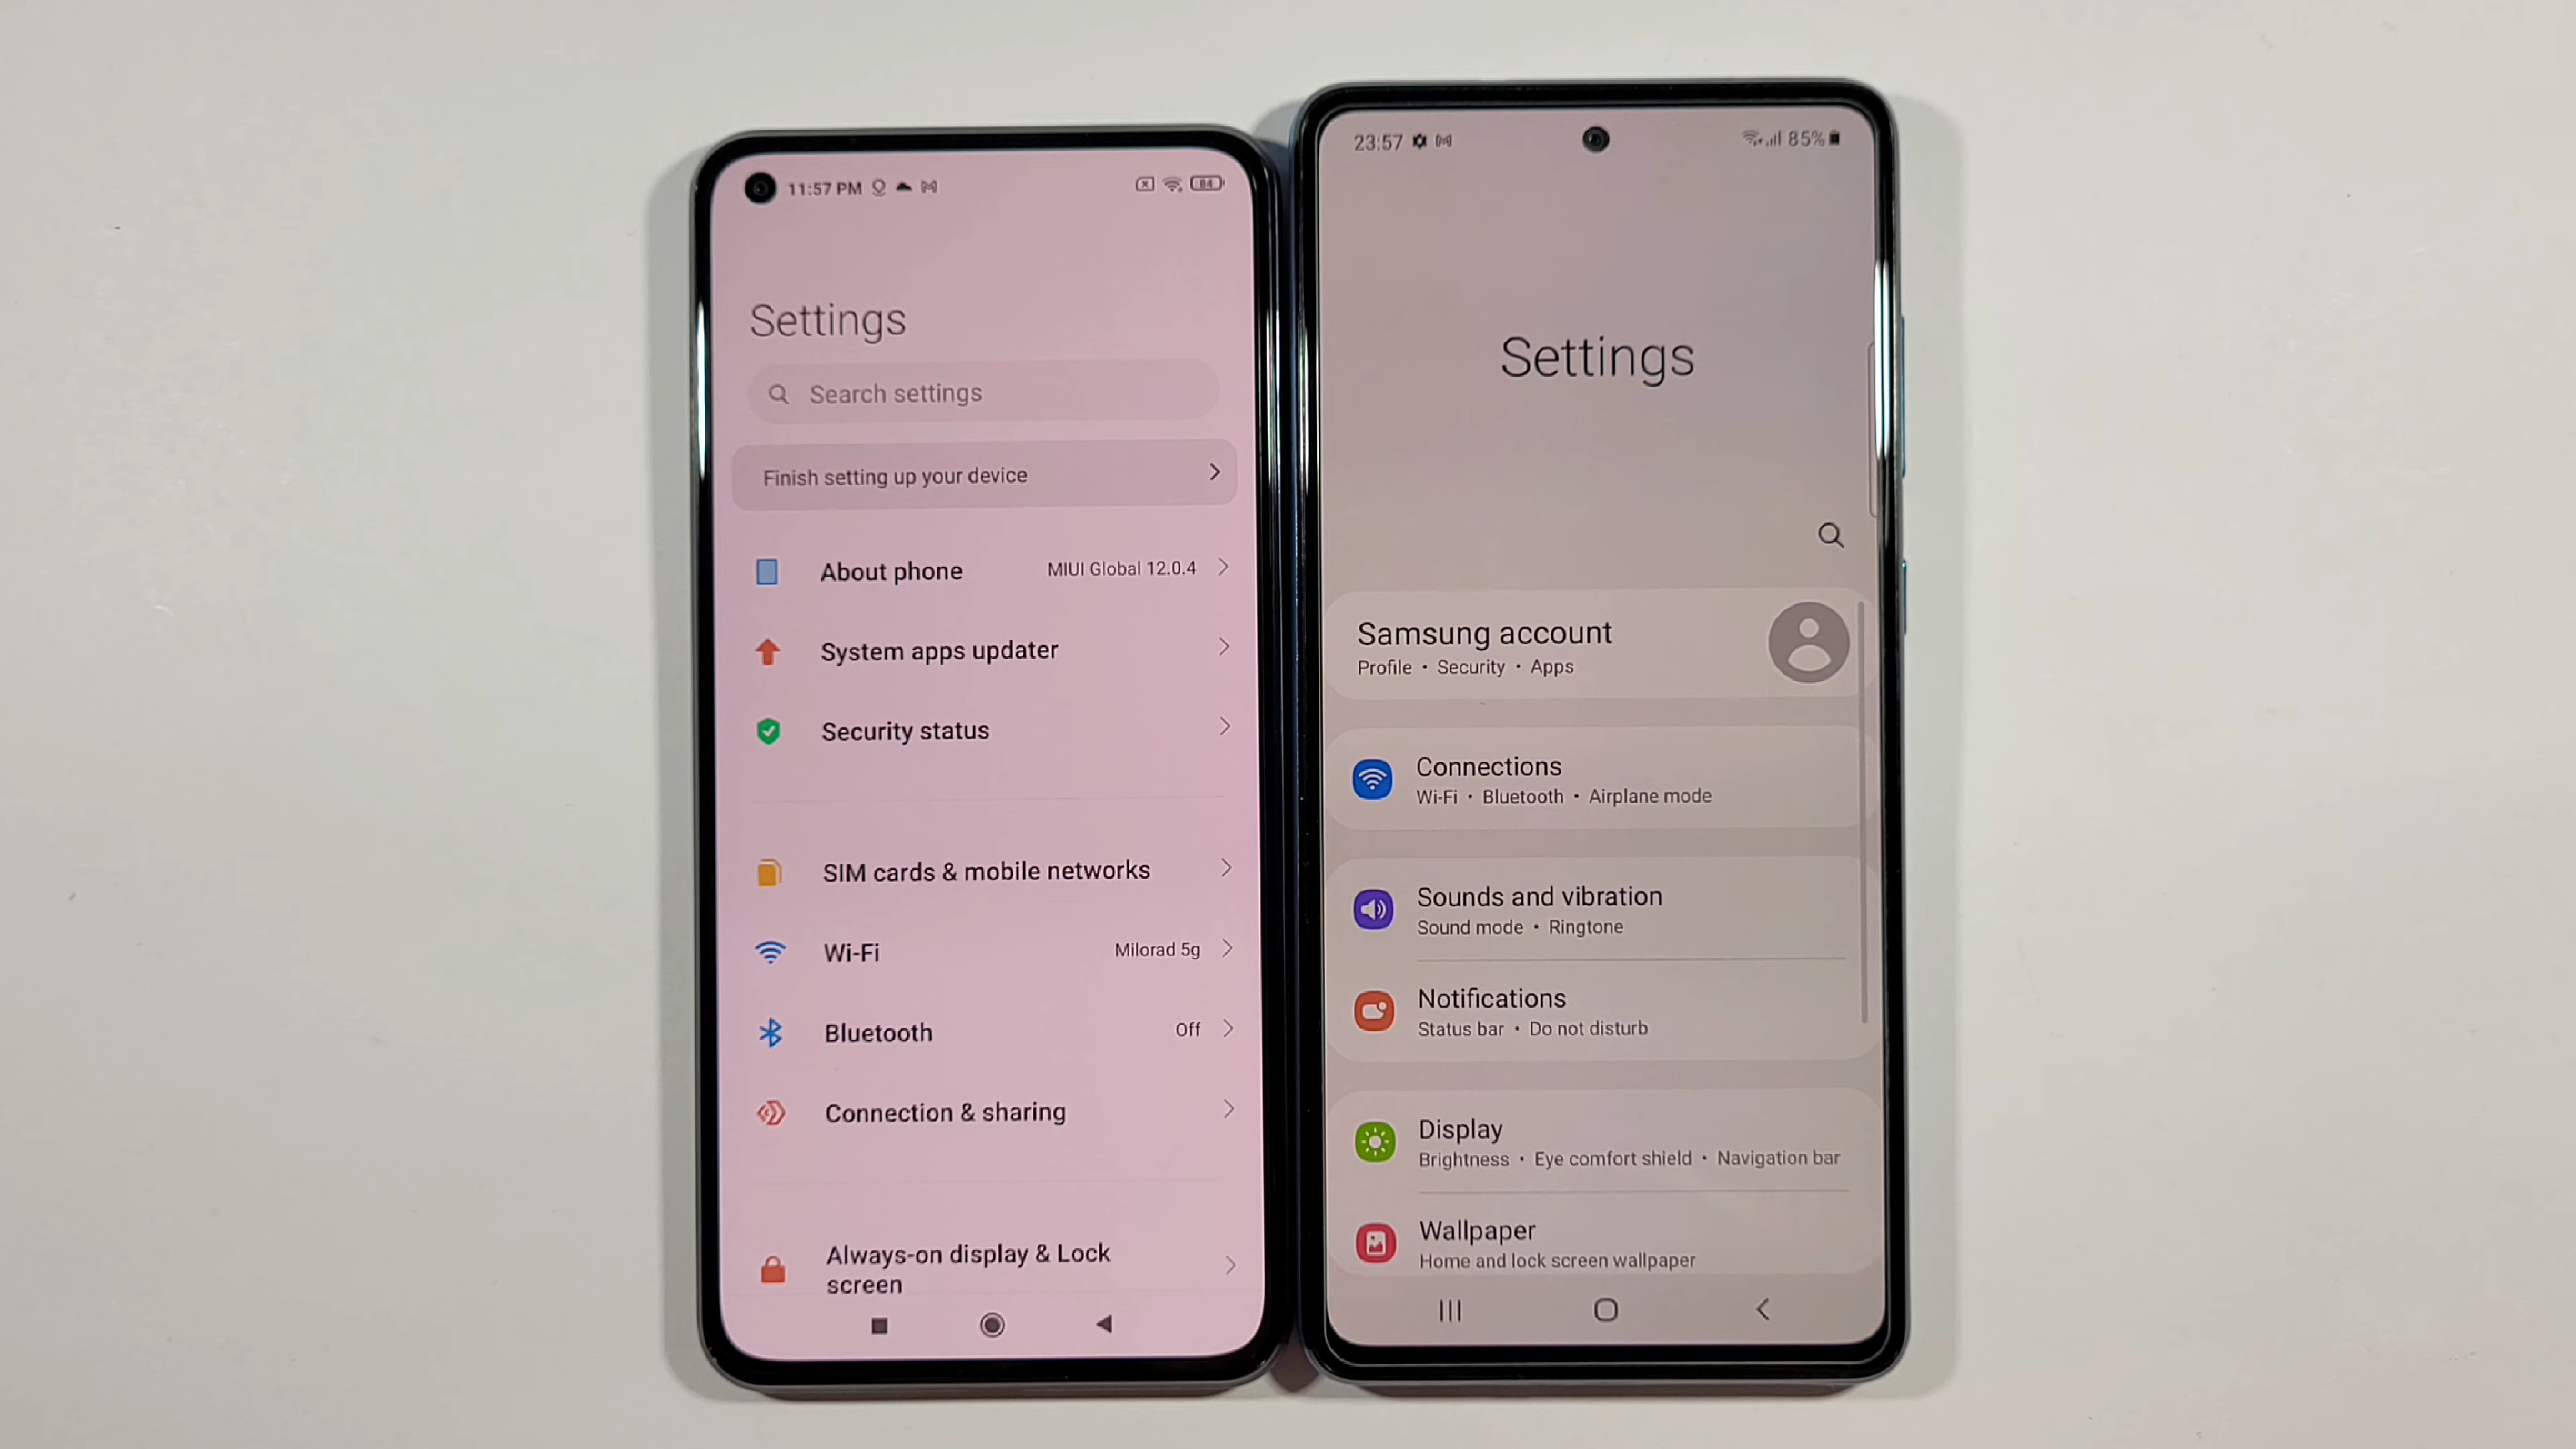 11:57 PM
84
Settings
Search settings
Finish setting up your device
About phone MIUI Global 12.0.4
System apps updater
Security status
SIM cards & mobile networks
Wi-Fi Milorad 5g
Bluetooth Off
Connection & sharing
Always-on display & Lock
screen
23:57
85%
Settings
Samsung account
Profile • Security • Apps
Connections
Wi-Fi • Bluetooth • Airplane mode
Sounds and vibration
Sound mode • Ringtone
Notifications
Status bar • Do not disturb
Display
Brightness • Eye comfort shield • Navigation bar
Wallpaper
Home and lock screen wallpaper